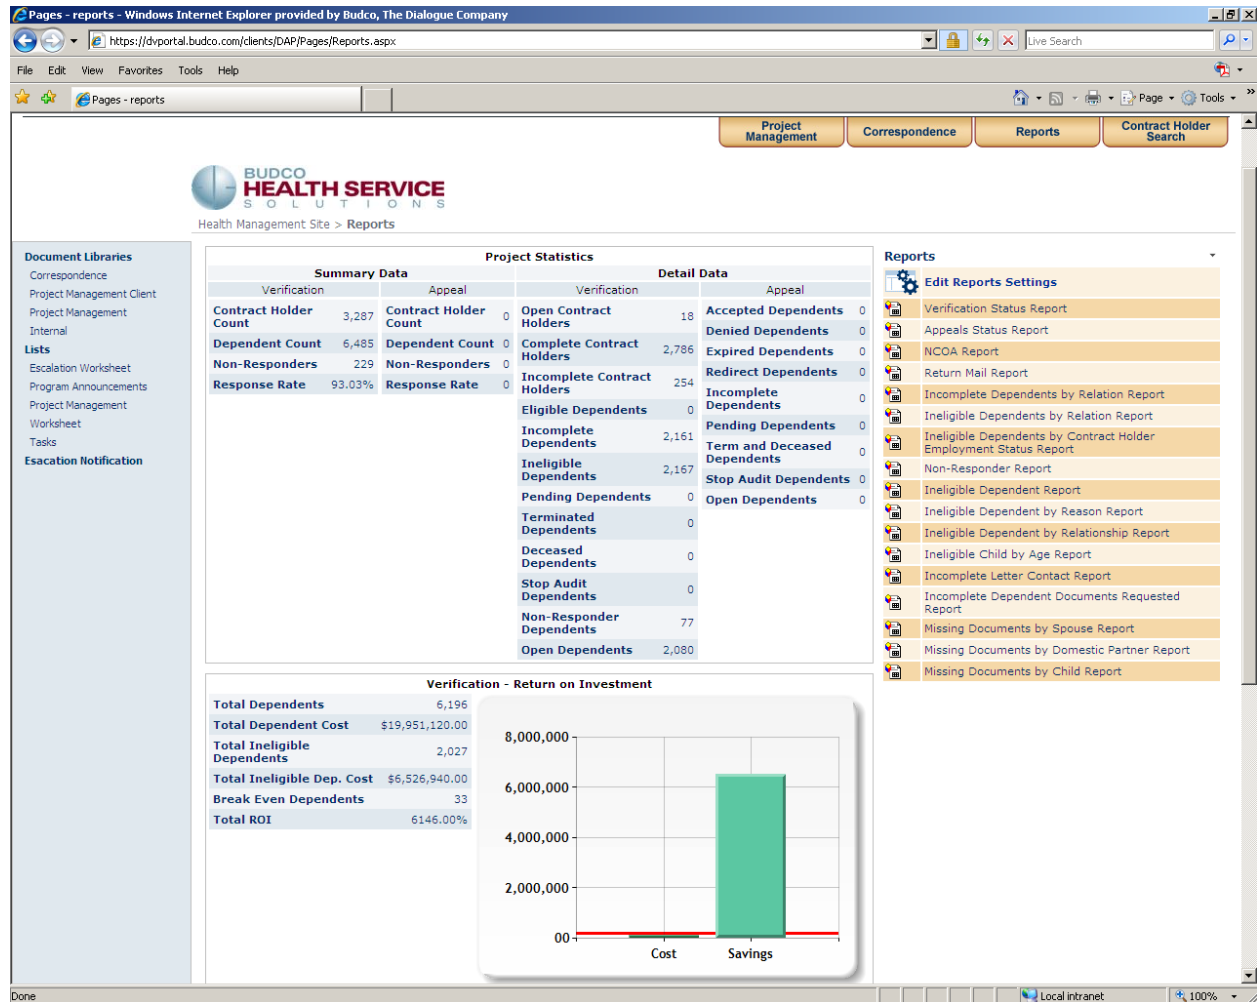 Pages - reports - Windows Internet Explorer provided by Budco, The Dialogue Company
https://dvportal.budco.com/clients/DAP/Pages/Reports.aspx
Live Search
File Edit View Favorites Tools Help
Pages - reports
Page Tools »
Project Management
Correspondence
Reports
Contract Holder Search
BUDCO
HEALTH SERVICE
SOLUTIONS
Health Management Site > Reports
Document Libraries
Correspondence
Project Management Client
Project Management
Internal
Lists
Escalation Worksheet
Program Announcements
Project Management
Worksheet
Tasks
Esacation Notification
Project Statistics
Summary Data
Detail Data
Verification
Appeal
Verification
Appeal
Contract Holder Count 3,287
Dependent Count 6,485
Non-Responders 229
Response Rate 93.03%
Contract Holder Count 0
Dependent Count 0
Non-Responders 0
Response Rate 0
Open Contract Holders 18
Complete Contract Holders 2,786
Incomplete Contract Holders 254
Eligible Dependents 0
Incomplete Dependents 2,161
Ineligible Dependents 2,167
Pending Dependents 0
Terminated Dependents 0
Deceased Dependents 0
Stop Audit Dependents 0
Non-Responder Dependents 77
Open Dependents 2,080
Accepted Dependents 0
Denied Dependents 0
Expired Dependents 0
Redirect Dependents 0
Incomplete Dependents 0
Pending Dependents 0
Term and Deceased Dependents 0
Stop Audit Dependents 0
Open Dependents 0
Reports
Edit Reports Settings
Verification Status Report
Appeals Status Report
NCOA Report
Return Mail Report
Incomplete Dependents by Relation Report
Ineligible Dependents by Relation Report
Ineligible Dependents by Contract Holder
Employment Status Report
Non-Responder Report
Ineligible Dependent Report
Ineligible Dependent by Reason Report
Ineligible Dependent by Relationship Report
Ineligible Child by Age Report
Incomplete Letter Contact Report
Incomplete Dependent Documents Requested
Report
Missing Documents by Spouse Report
Missing Documents by Domestic Partner Report
Missing Documents by Child Report
Verification - Return on Investment
Total Dependents 6,196
Total Dependent Cost $19,951,120.00
Total Ineligible Dependents 2,027
Total Ineligible Dep. Cost $6,526,940.00
Break Even Dependents 33
Total ROI 6146.00%
8,000,000
6,000,000
4,000,000
2,000,000
00
Cost Savings
Done
Local intranet
100%